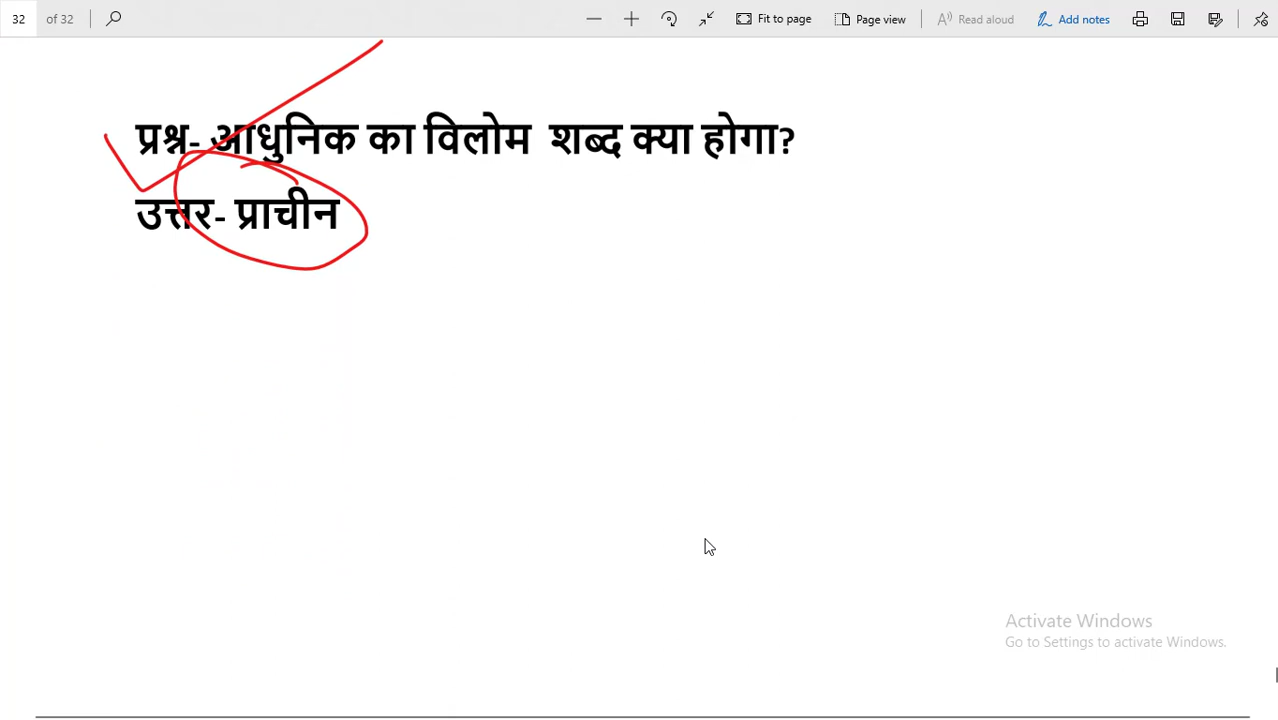 32 of 32 Fit to page Page view Read aloud Add notes
प्रश्न- आधुनिक का विलोम शब्द क्या होगा?
उत्तर- प्राचीन
Activate Windows
Go to Settings to activate Windows.